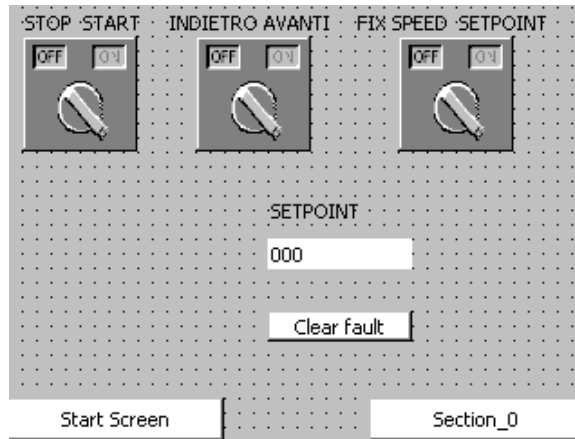 STOP START INDIETRO AVANTI FIX SPEED SETPOINT
OFF ON OFF ON OFF ON
SETPOINT
000
Clear fault
Start Screen Section_0